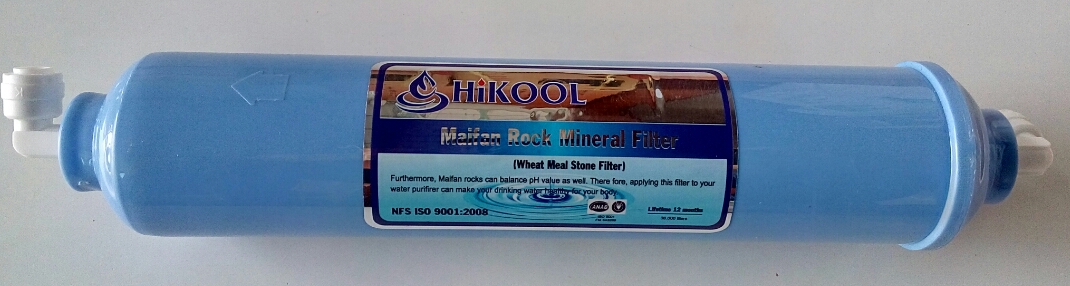 HiKOOL
Maifan Rock Mineral Filter
(Wheat Meal Stone Filter)
Furthermore, Maifan rocks can balance pH value as well. There fore, applying this filter to your
water purifirer can make your drinking water healthy for your body.
NFS ISO 9001:2008
ANAB
Lifetime 12 months